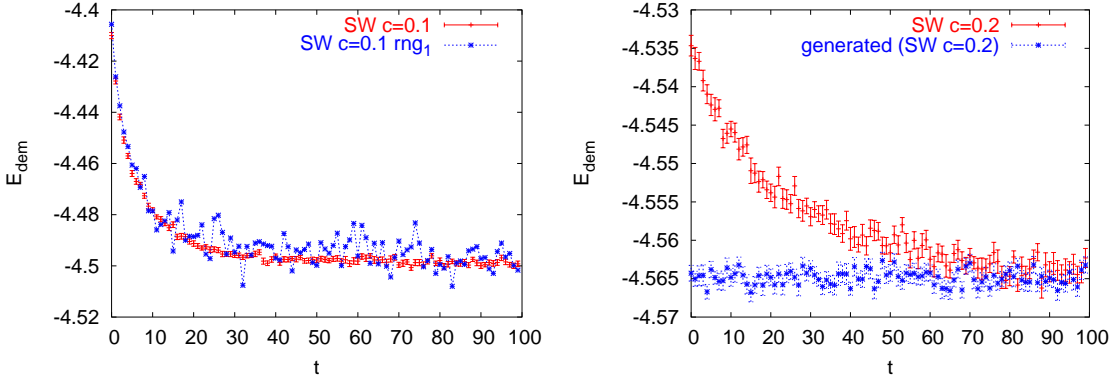 -4.4
-4.42
-4.44
-4.46
-4.48
-4.5
-4.52
E_dem
0 10 20 30 40 50 60 70 80 90 100
t
SW c=0.1
SW c=0.1 rng_1
-4.53
-4.535
-4.54
-4.545
-4.55
-4.555
-4.56
-4.565
-4.57
E_dem
0 10 20 30 40 50 60 70 80 90 100
t
SW c=0.2
generated (SW c=0.2)